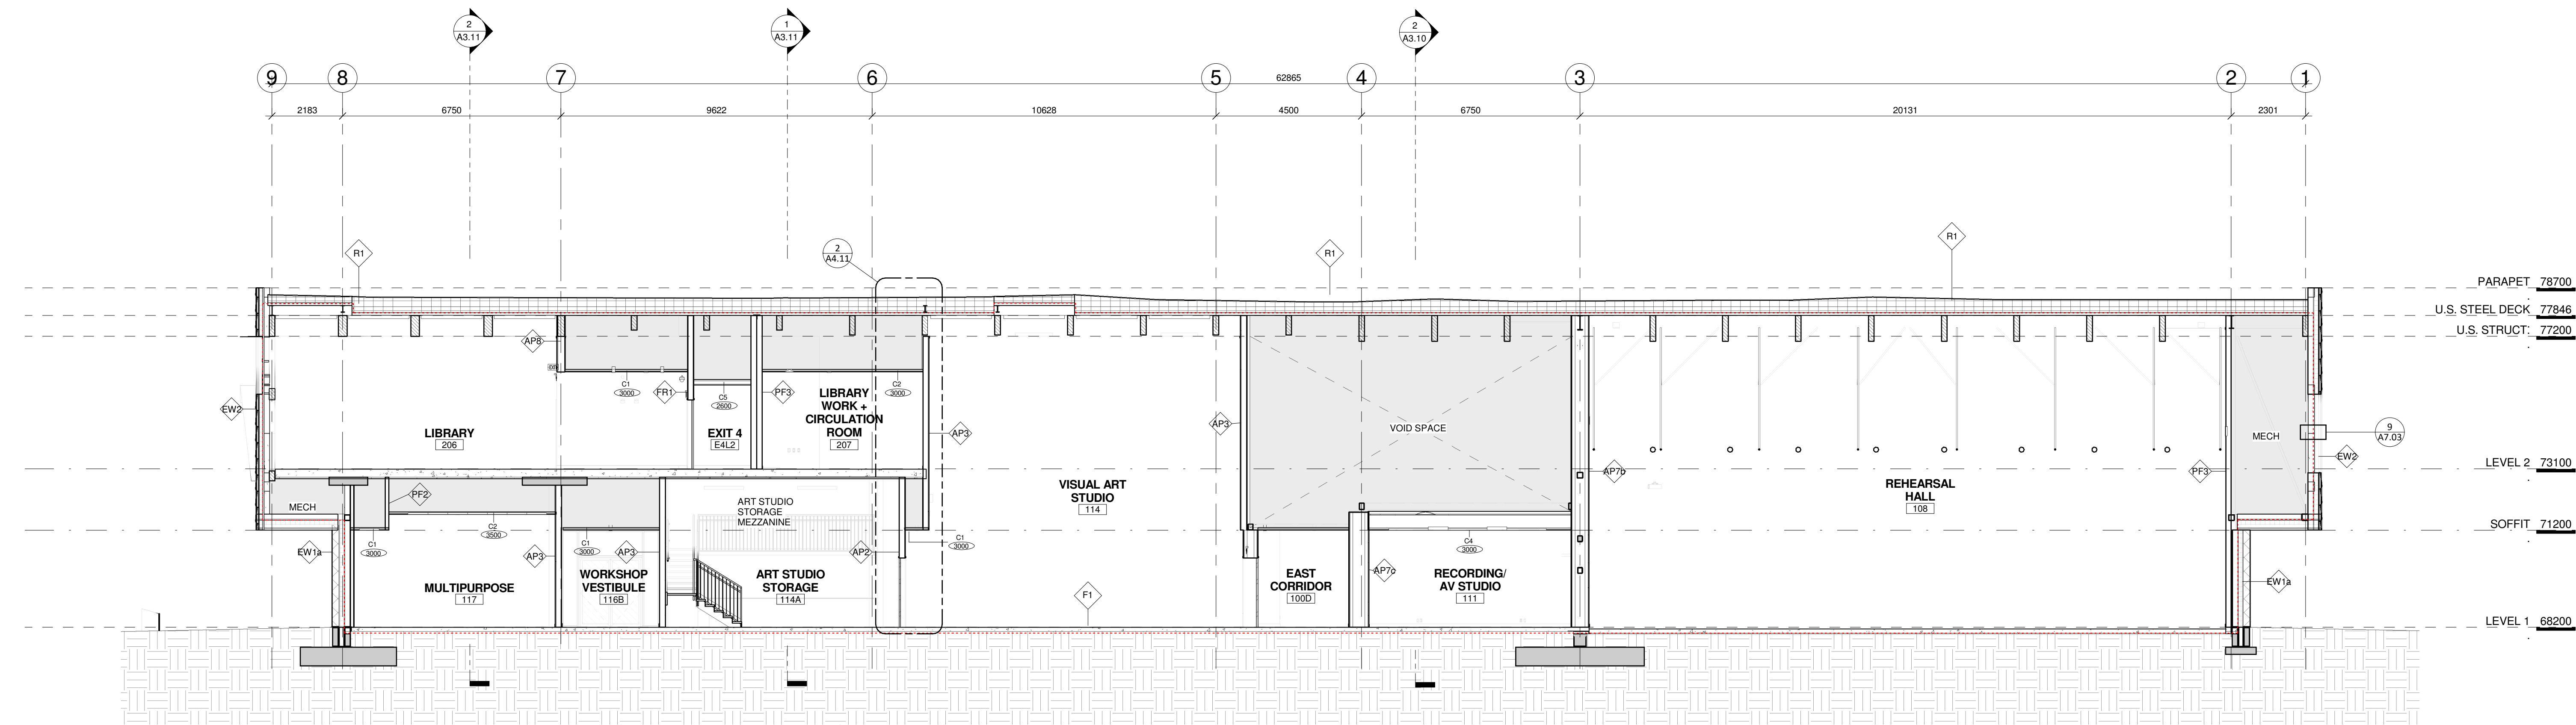 2
A3.11
1
A3.11
2
A3.10
9
8
7
6
5
4
3
2
1
62865
2183
6750
9622
10628
4500
6750
20131
2301
R1
2
A4.11
R1
R1
PARAPET 78700
U.S. STEEL DECK 77846
U.S. STRUCT. 77200
LEVEL 2 73100
SOFFIT 71200
LEVEL 1 68200
AP8
C1
3000
FR1
C5
2600
PF3
C2
3000
EW2
LIBRARY
206
EXIT 4
E4L2
LIBRARY
WORK +
CIRCULATION
ROOM
207
AP3
AP3
VOID SPACE
MECH
9
A7.03
EW2
PF3
AP7b
VISUAL ART
STUDIO
114
REHEARSAL
HALL
108
MECH
PF2
C2
3500
C1
3000
EW1a
AP3
C1
3000
AP3
ART STUDIO
STORAGE
MEZZANINE
AP2
C1
3000
C4
3000
MULTIPURPOSE
117
WORKSHOP
VESTIBULE
116B
ART STUDIO
STORAGE
114A
F1
EAST
CORRIDOR
100D
AP7c
RECORDING/
AV STUDIO
111
EW1a